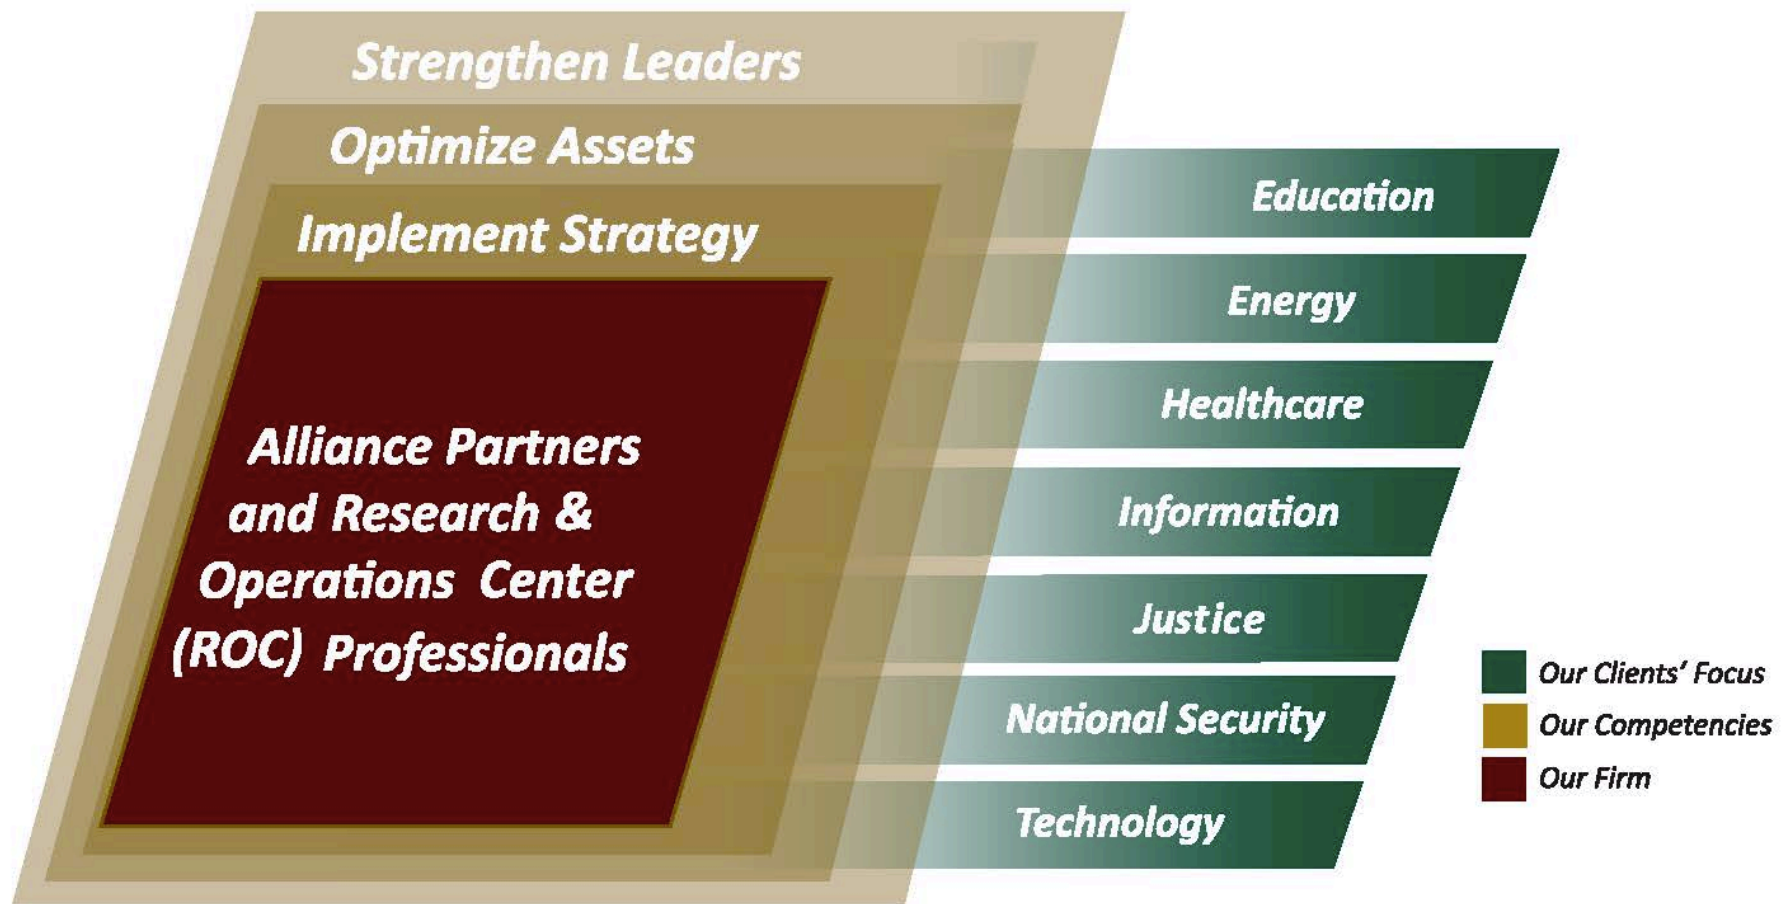 Strengthen Leaders
Optimize Assets
Implement Strategy
Alliance Partners
and Research &
Operations Center
(ROC) Professionals
Education
Energy
Healthcare
Information
Justice
National Security
Technology
Our Clients’ Focus
Our Competencies
Our Firm